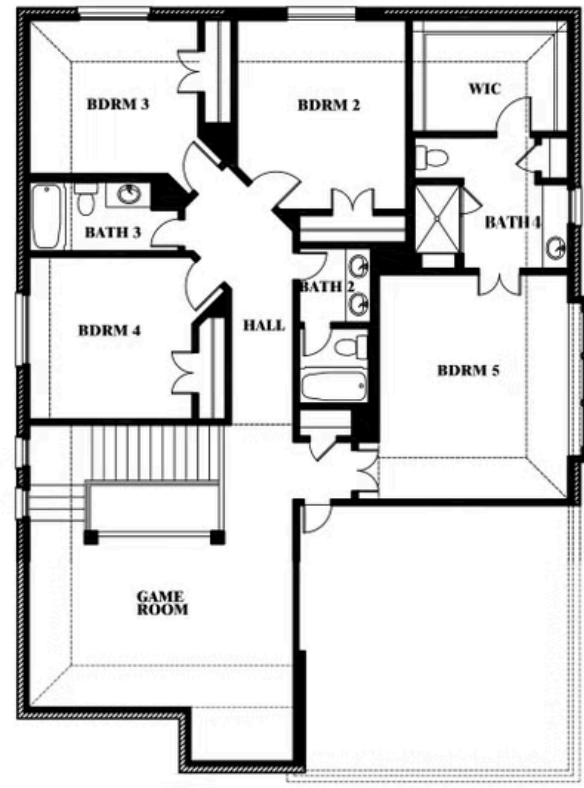 BDRM 3
BDRM 2
WIC
BATH 3
BATH 4
BATH 2
BDRM 4
HALL
BDRM 5
GAME
ROOM